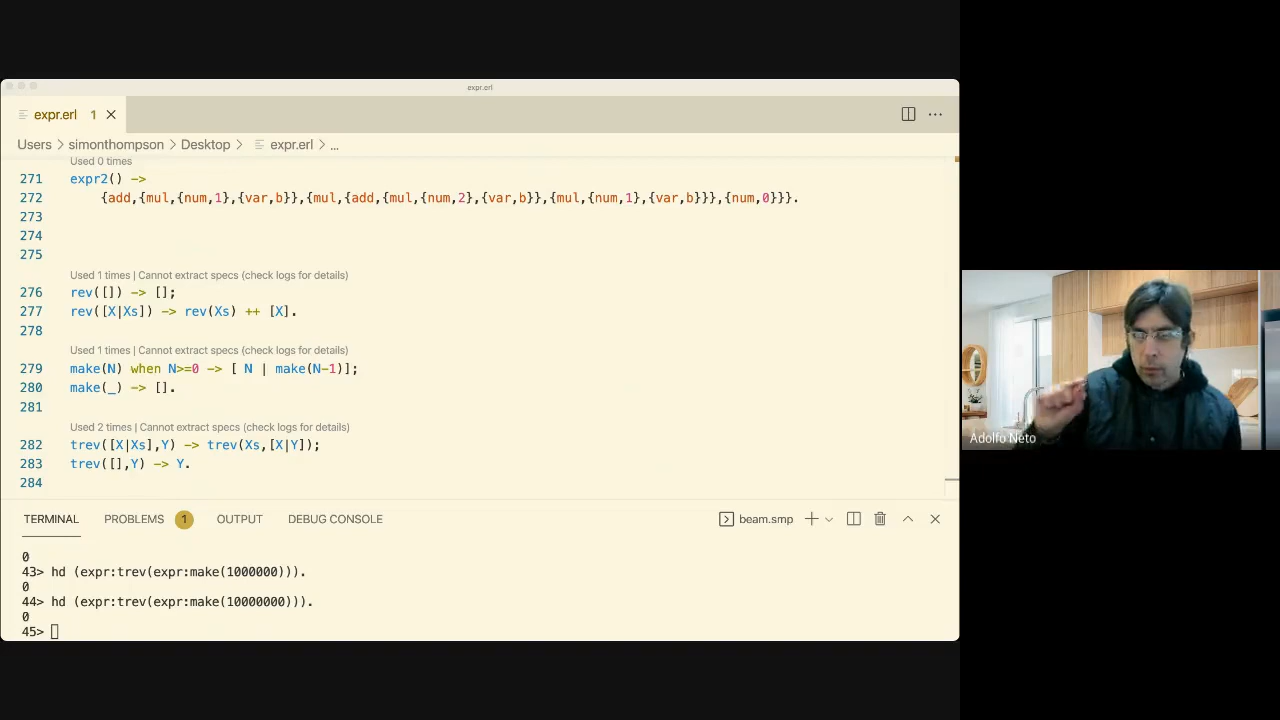 expr.erl
expr.erl 1
Users > simonthompson > Desktop > expr.erl > ...
Used 0 times
271 expr2() ->
272 {add,{mul,{num,1},{var,b}},{mul,{add,{mul,{num,2},{var,b}},{mul,{num,1},{var,b}}},{num,0}}}.
273
274
275
Used 1 times | Cannot extract specs (check logs for details)
276 rev([]) -> [];
277 rev([X|Xs]) -> rev(Xs) ++ [X].
278
Used 1 times | Cannot extract specs (check logs for details)
279 make(N) when N>=0 -> [ N | make(N-1)];
280 make(_) -> [].
281
Used 2 times | Cannot extract specs (check logs for details)
282 trev([X|Xs],Y) -> trev(Xs,[X|Y]);
283 trev([],Y) -> Y.
284
TERMINAL PROBLEMS 1 OUTPUT DEBUG CONSOLE beam.smp
0
43> hd (expr:trev(expr:make(1000000))).
0
44> hd (expr:trev(expr:make(10000000))).
0
45>
Adolfo Neto